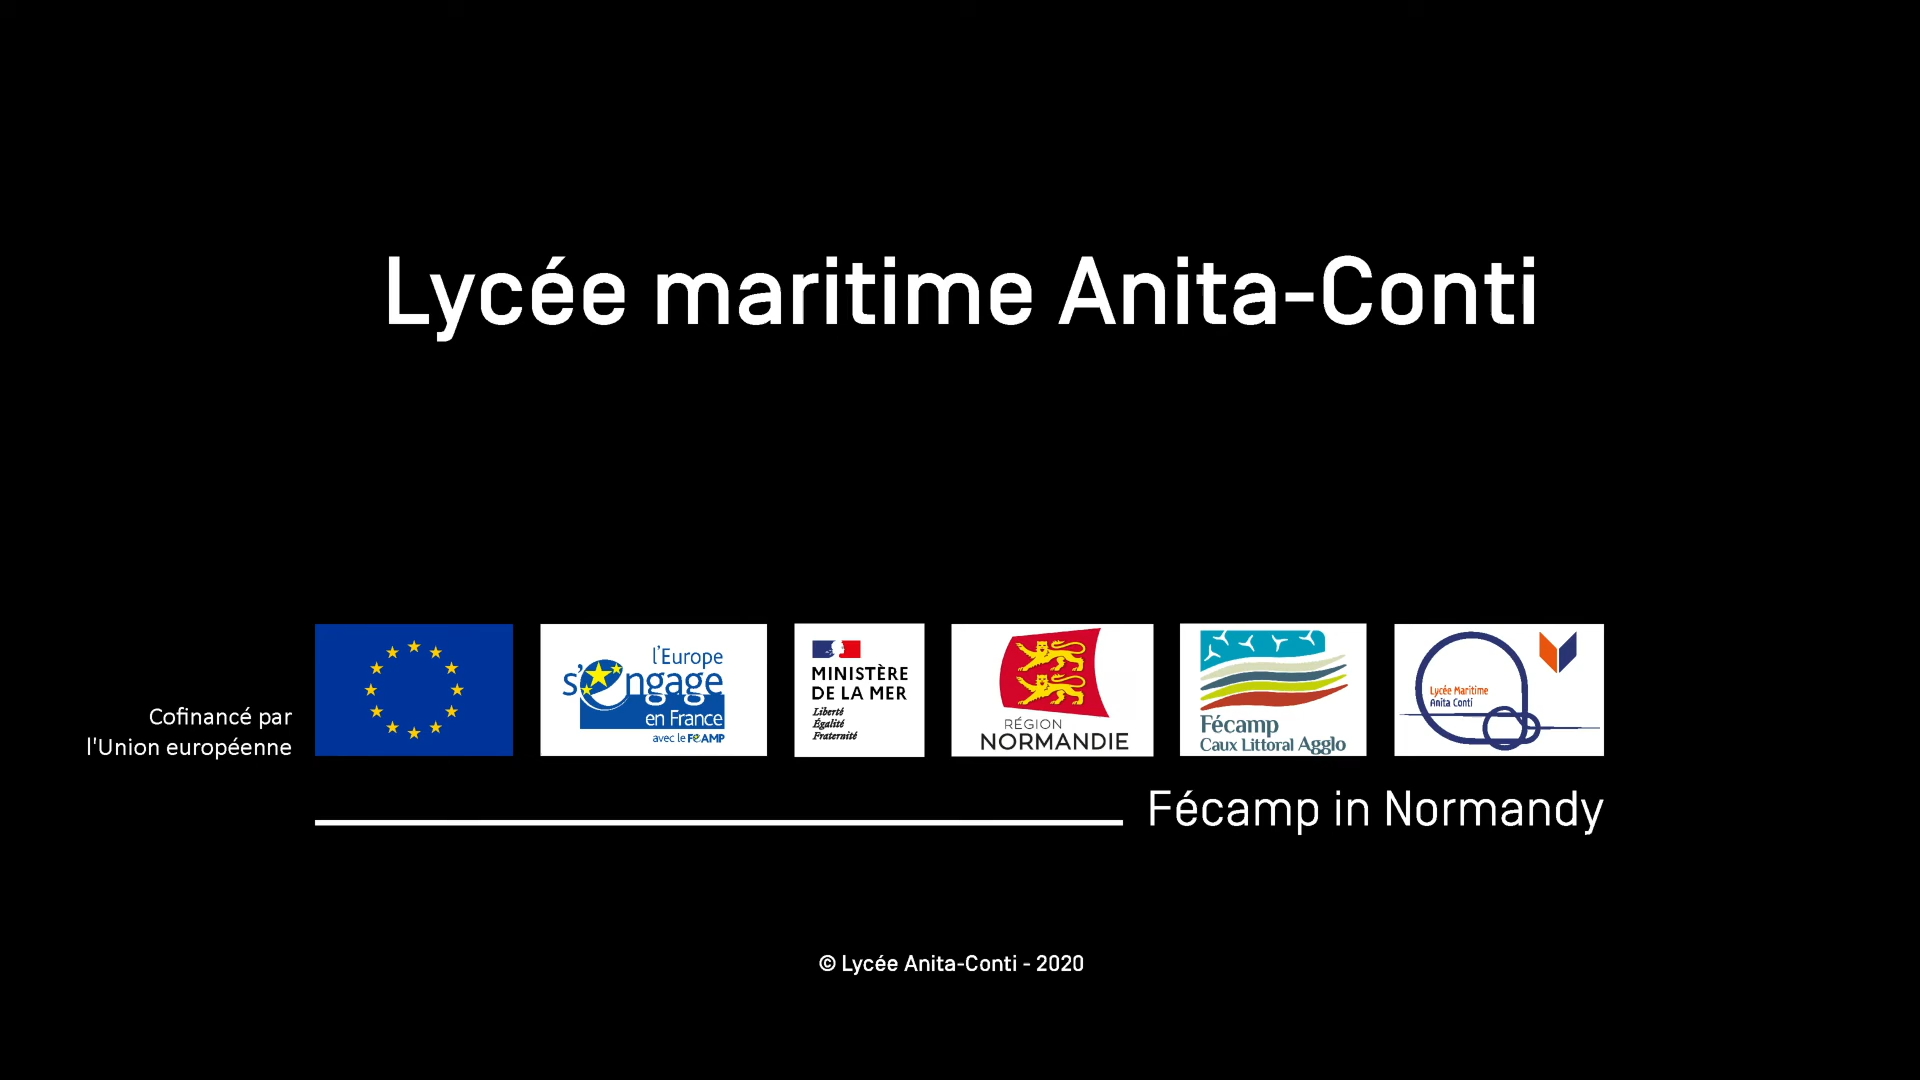 Lycée maritime Anita-Conti
Cofinancé par
l'Union européenne
l'Europe
s'engage
en France
avec le FEAMP
MINISTÈRE
DE LA MER
Liberté
Égalité
Fraternité
RÉGION
NORMANDIE
Fécamp
Caux Littoral Agglo
Lycée Maritime
Anita Conti
Fécamp in Normandy
© Lycée Anita-Conti - 2020